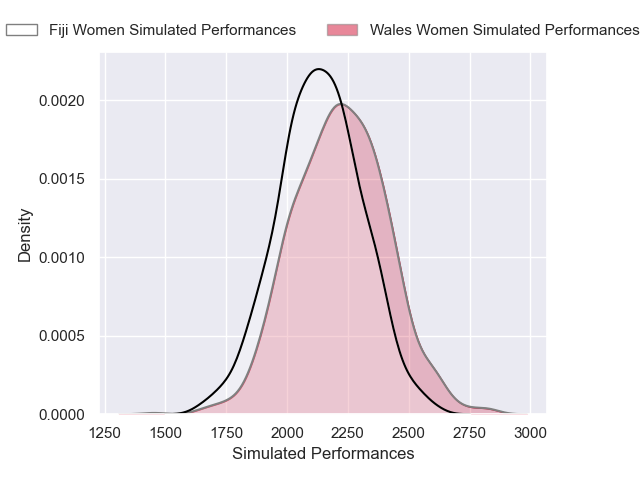 Fiji Women Simulated Performances Wales Women Simulated Performances
0.0020
0.0015
0.0010
0.0005
0.0000
Density
1250 1500 1750 2000 2250 2500 2750 3000
Simulated Performances